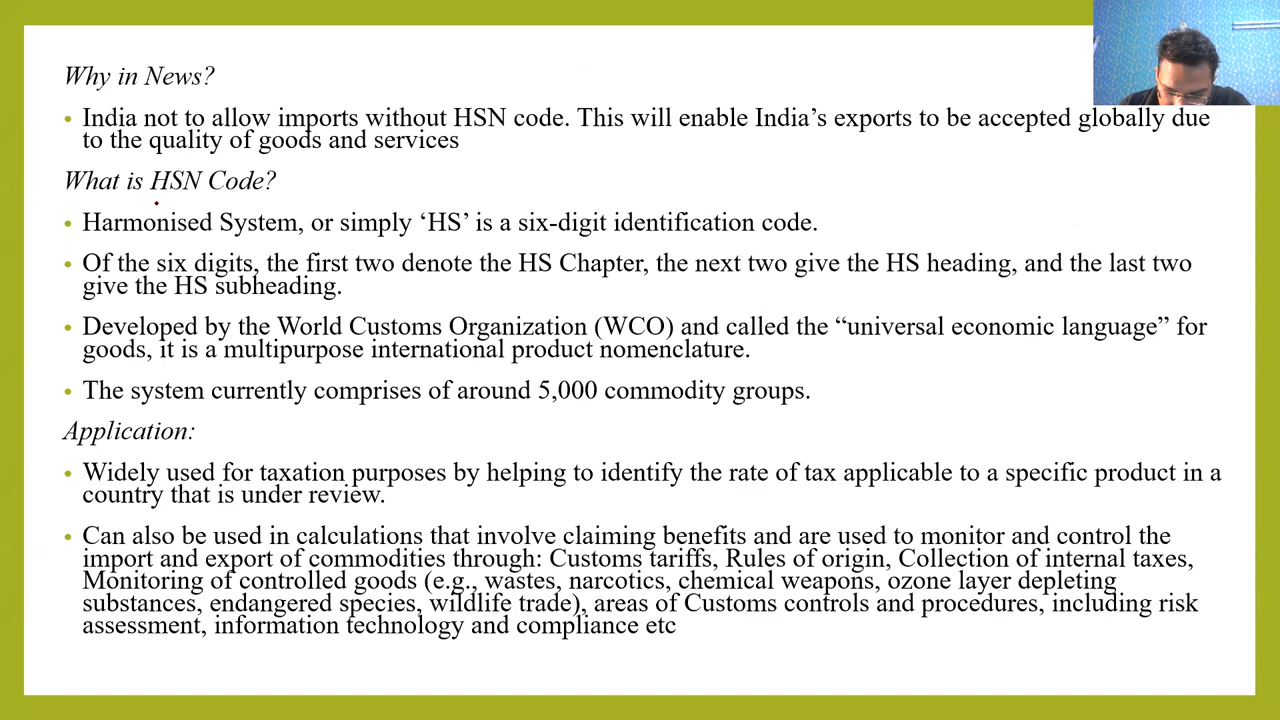 Why in News?
• India not to allow imports without HSN code. This will enable India’s exports to be accepted globally due
to the quality of goods and services
What is HSN Code?
• Harmonised System, or simply ‘HS’ is a six-digit identification code.
• Of the six digits, the first two denote the HS Chapter, the next two give the HS heading, and the last two
give the HS subheading.
• Developed by the World Customs Organization (WCO) and called the “universal economic language” for
goods, it is a multipurpose international product nomenclature.
• The system currently comprises of around 5,000 commodity groups.
Application:
• Widely used for taxation purposes by helping to identify the rate of tax applicable to a specific product in a
country that is under review.
• Can also be used in calculations that involve claiming benefits and are used to monitor and control the
import and export of commodities through: Customs tariffs, Rules of origin, Collection of internal taxes,
Monitoring of controlled goods (e.g., wastes, narcotics, chemical weapons, ozone layer depleting
substances, endangered species, wildlife trade), areas of Customs controls and procedures, including risk
assessment, information technology and compliance etc